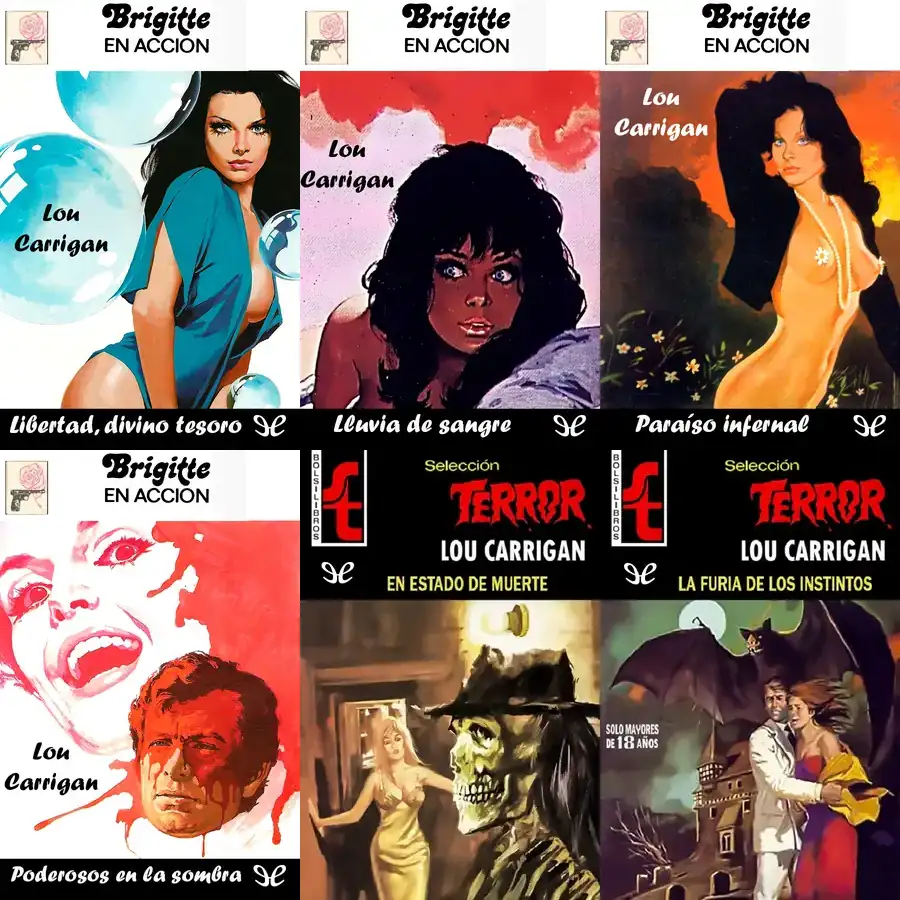 Brigitte
EN ACCION
Lou
Carrigan
Libertad, divino tesoro
Brigitte
EN ACCION
Lou
Carrigan
Lluvia de sangre
Brigitte
EN ACCION
Lou
Carrigan
Paraíso infernal
Brigitte
EN ACCION
Lou
Carrigan
Poderosos en la sombra
BOLSILIBROS
st
Selección
TERROR
LOU CARRIGAN
EN ESTADO DE MUERTE
BOLSILIBROS
st
Selección
TERROR
LOU CARRIGAN
LA FURIA DE LOS INSTINTOS
SOLO MAYORES
DE 18 AÑOS